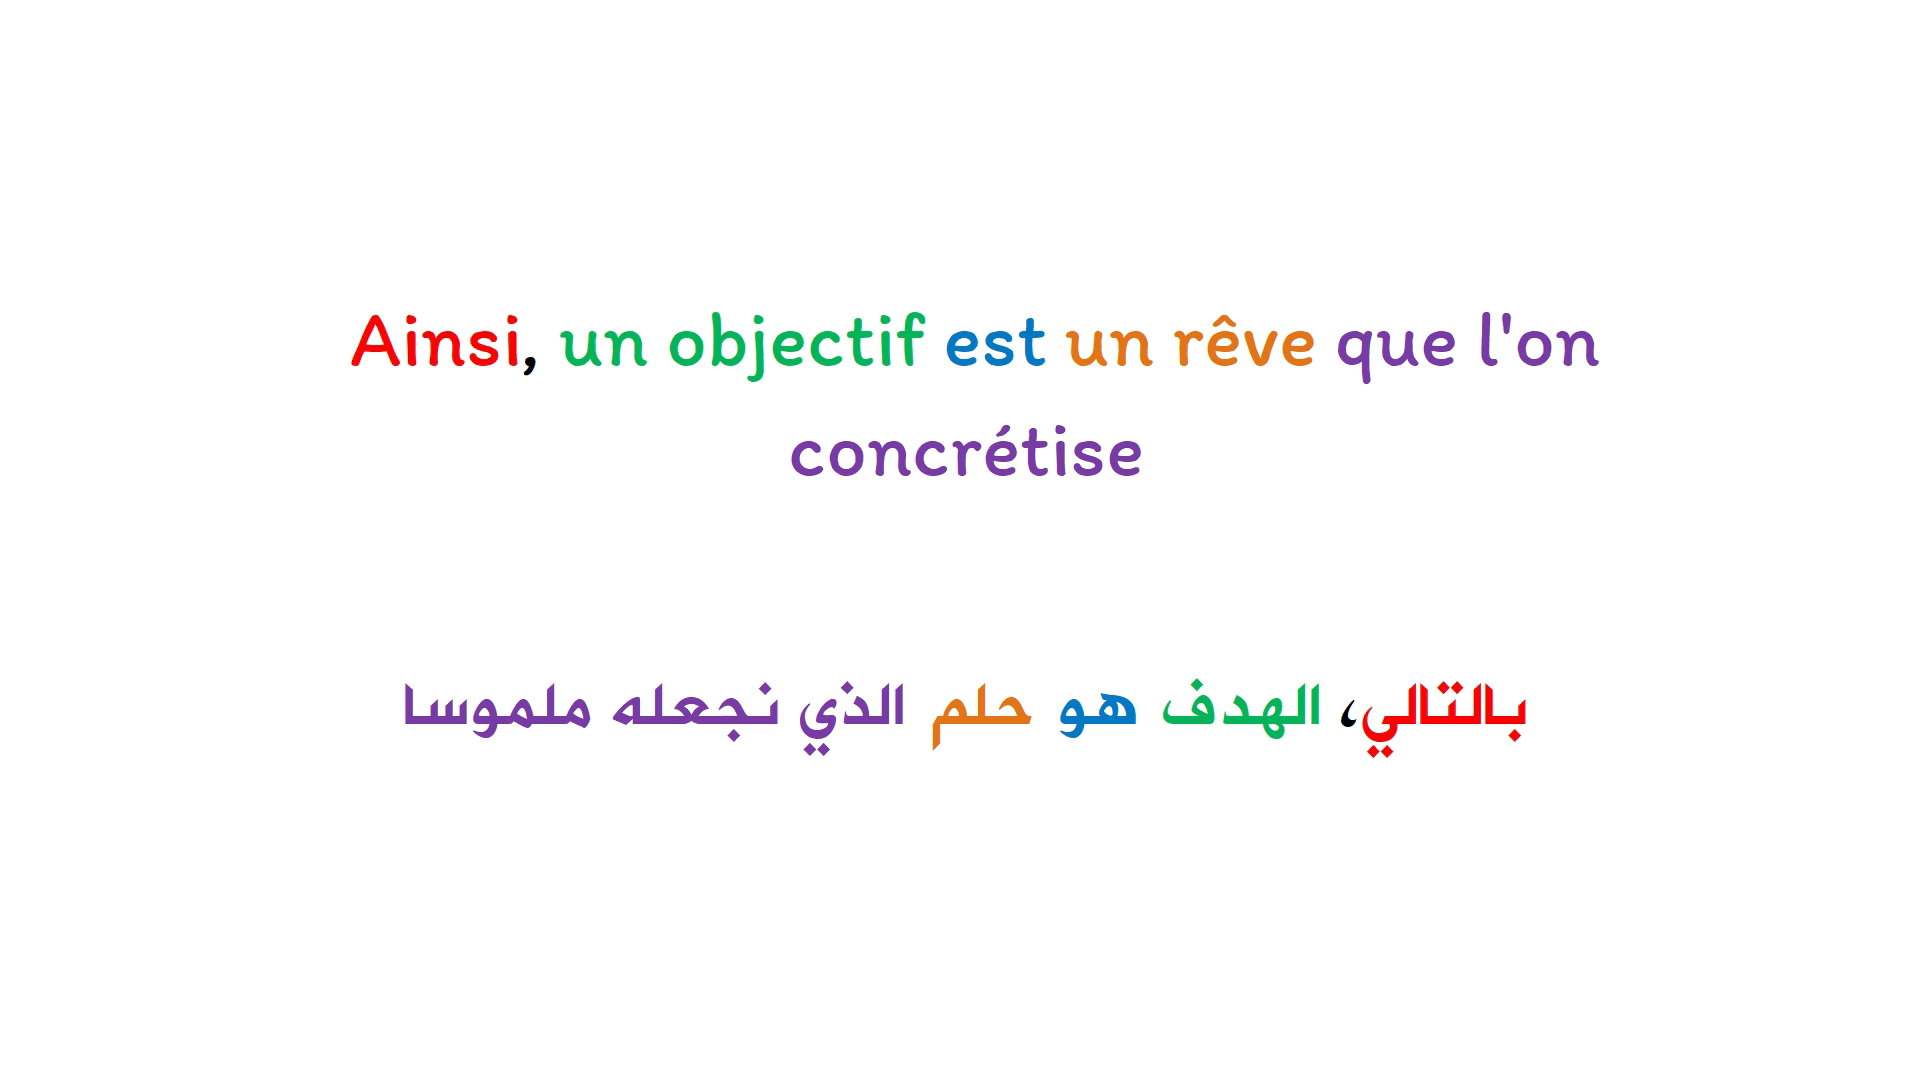 Ainsi, un objectif est un rêve que l'on
concrétise
بالتالي، الهدف هو حلم الذي نجعله ملموسا